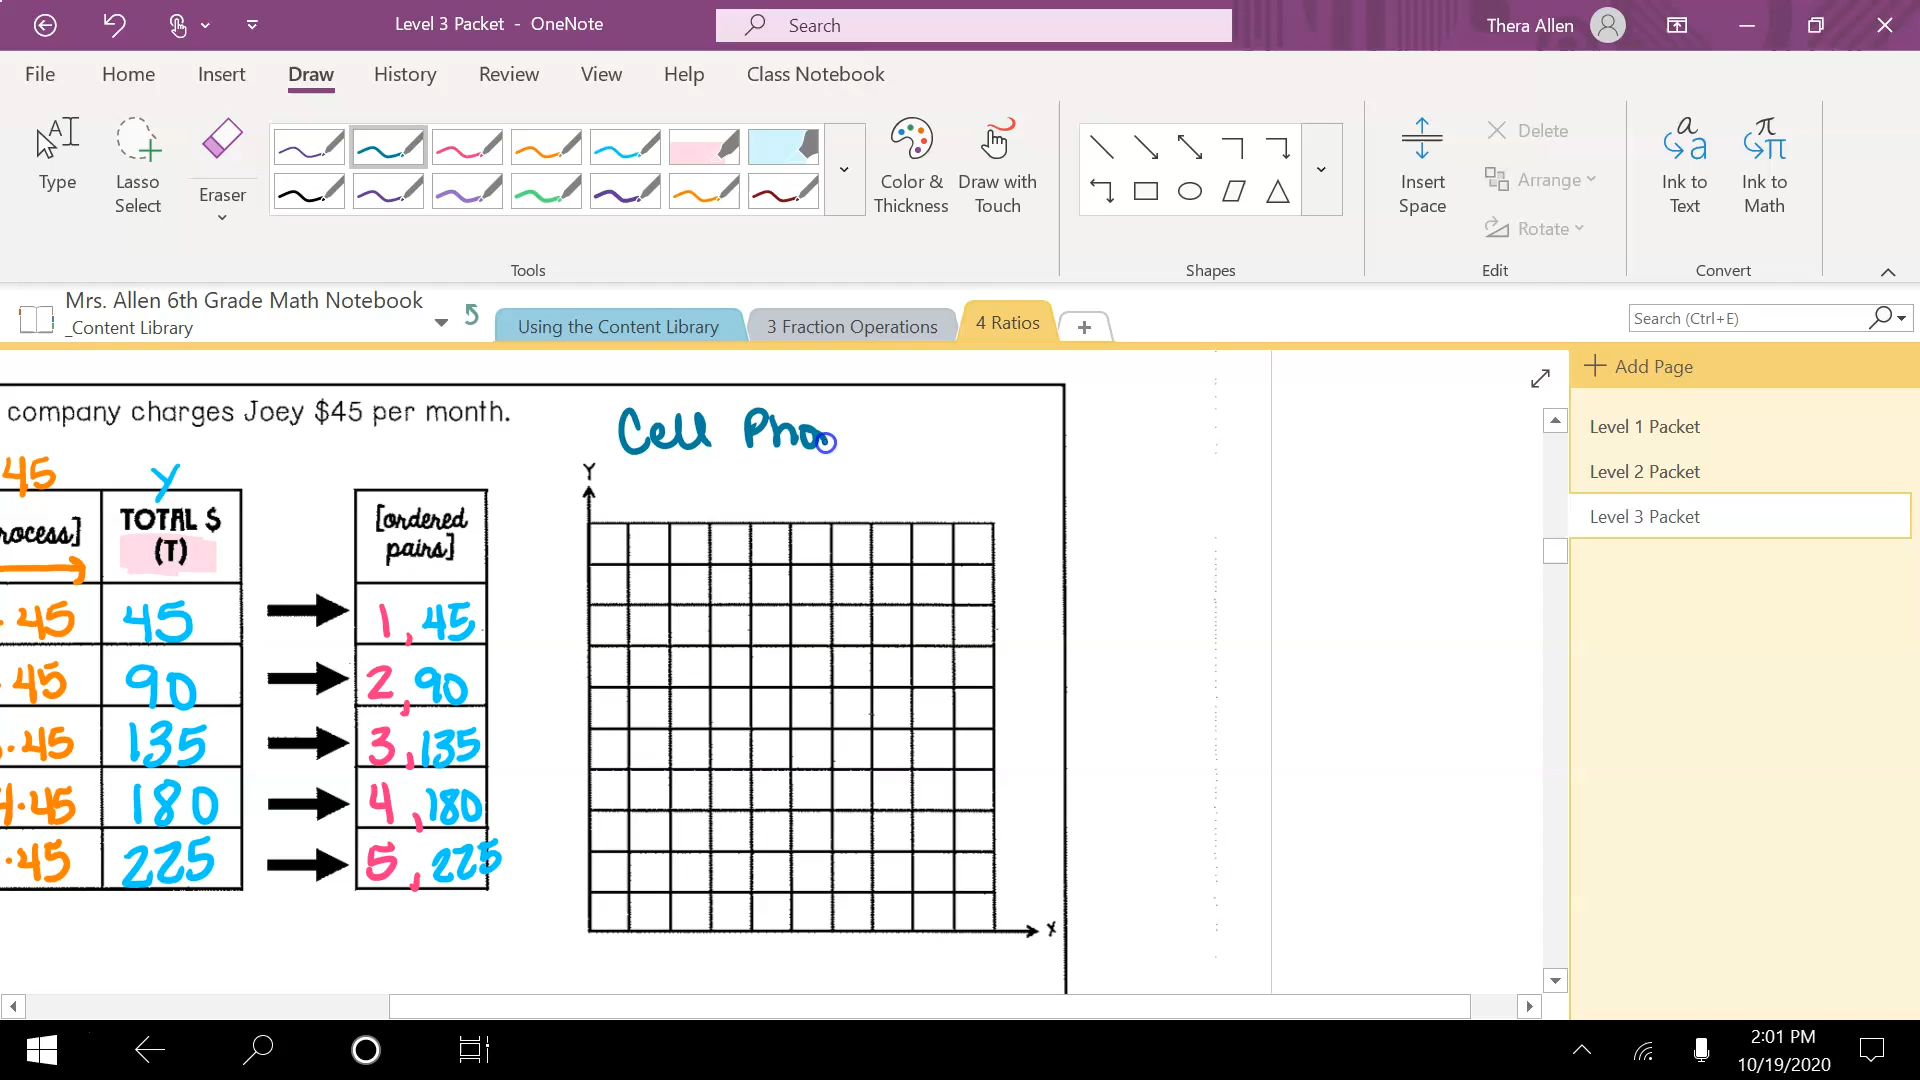 Level 3 Packet - OneNote
Search
Thera Allen
File Home Insert Draw History Review View Help Class Notebook
Type
Lasso Select
Eraser
Color & Thickness
Draw with Touch
Insert Space
Delete
Arrange
Rotate
Ink to Text
Ink to Math
Tools Shapes Edit Convert
Mrs. Allen 6th Grade Math Notebook
_Content Library
Using the Content Library
3 Fraction Operations
4 Ratios
Search (Ctrl+E)
Add Page
Level 1 Packet
Level 2 Packet
Level 3 Packet
company charges Joey $45 per month.
Cell Pho
45 y
rocess] TOTAL $ (T) [ordered pairs]
· 45 45 1, 45
· 45 90 2, 90
· 45 135 3, 135
4 · 45 180 4, 180
· 45 225 5, 225
Y
X
2:01 PM
10/19/2020